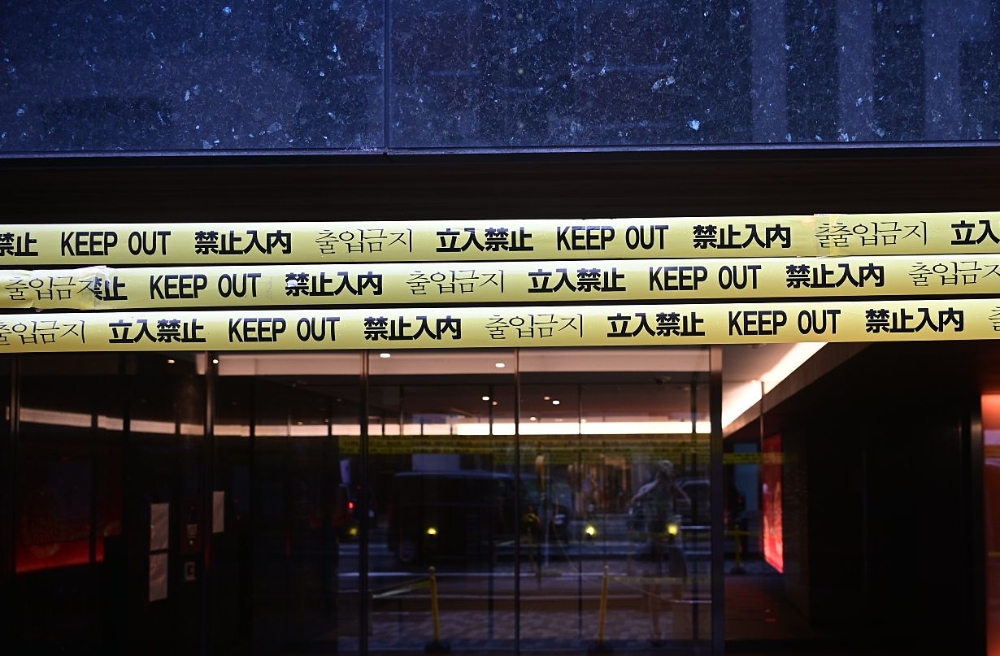 禁止 KEEP OUT 禁止入内 출입금지 立入禁止 KEEP OUT 禁止入内 출입금지 立入
출입금지 禁止 KEEP OUT 禁止入内 출입금지 立入禁止 KEEP OUT 禁止入内 출입금지
출입금지 立入禁止 KEEP OUT 禁止入内 출입금지 立入禁止 KEEP OUT 禁止入内